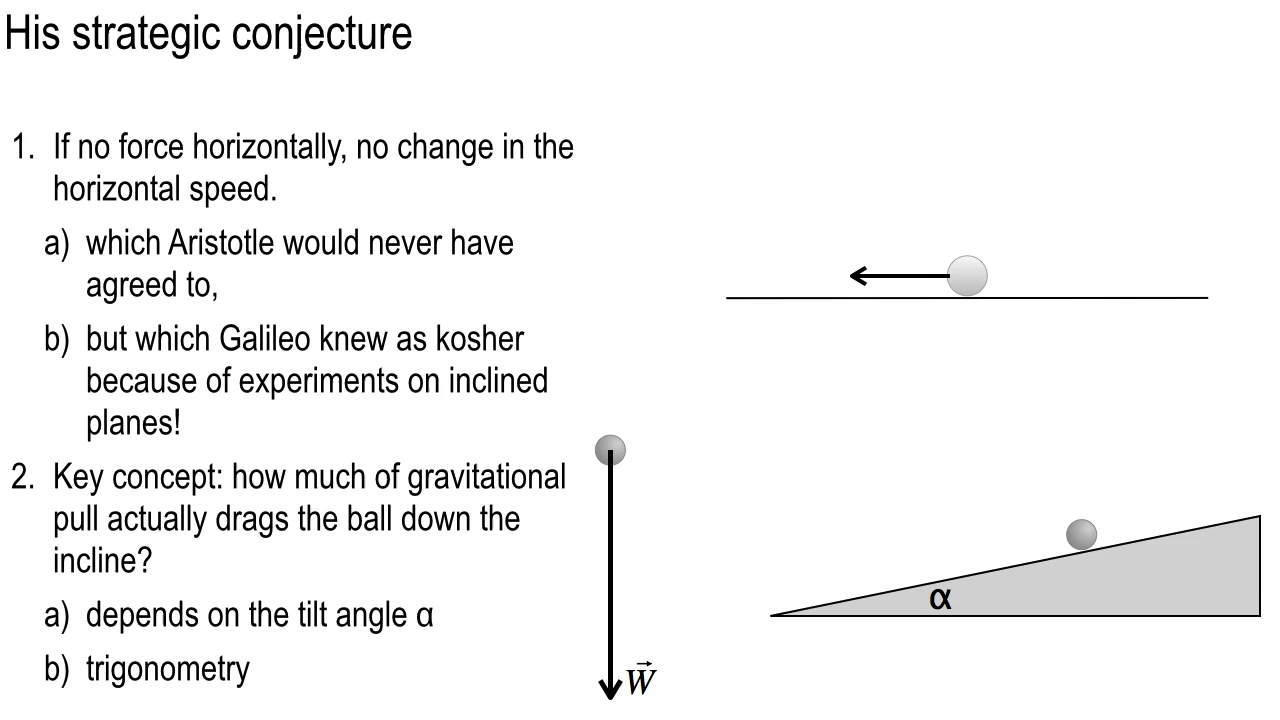 His strategic conjecture
1. If no force horizontally, no change in the
horizontal speed.
a) which Aristotle would never have
agreed to,
b) but which Galileo knew as kosher
because of experiments on inclined
planes!
2. Key concept: how much of gravitational
pull actually drags the ball down the
incline?
a) depends on the tilt angle α
b) trigonometry
W⃗
α